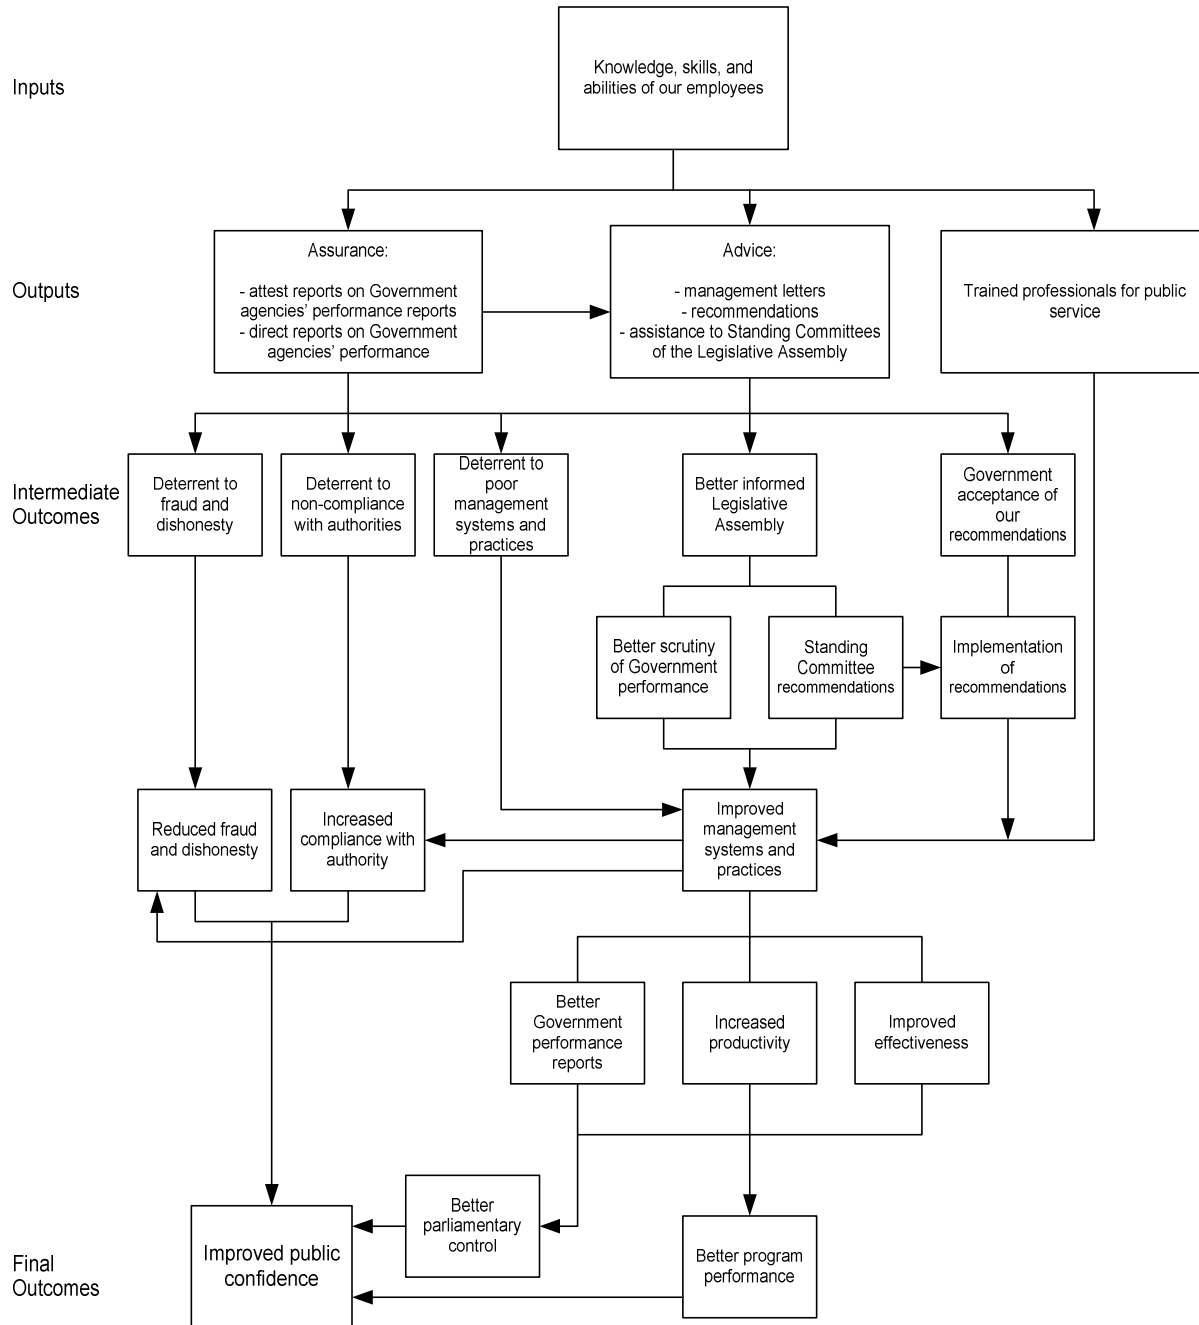 Inputs
Knowledge, skills, and
abilities of our employees
Outputs
Assurance:
- attest reports on Government
agencies’ performance reports
- direct reports on Government
agencies’ performance
Advice:
- management letters
- recommendations
- assistance to Standing Committees
of the Legislative Assembly
Trained professionals for public
service
Intermediate
Outcomes
Deterrent to
fraud and
dishonesty
Deterrent to
non-compliance
with authorities
Deterrent to
poor
management
systems and
practices
Better informed
Legislative
Assembly
Government
acceptance of
our
recommendations
Better scrutiny
of Government
performance
Standing
Committee
recommendations
Implementation
of
recommendations
Reduced fraud
and dishonesty
Increased
compliance with
authority
Improved
management
systems and
practices
Better
Government
performance
reports
Increased
productivity
Improved
effectiveness
Final
Outcomes
Improved public
confidence
Better
parliamentary
control
Better program
performance